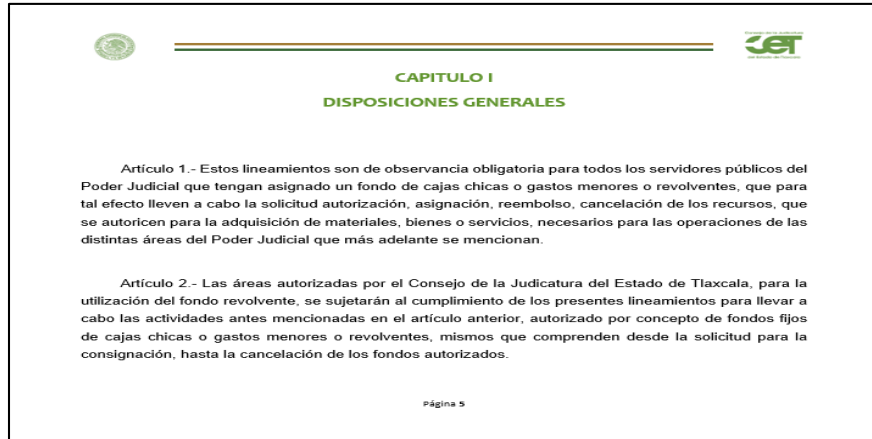 CAPITULO I
DISPOSICIONES GENERALES
Artículo 1.- Estos lineamientos son de observancia obligatoria para todos los servidores públicos del
Poder Judicial que tengan asignado un fondo de cajas chicas o gastos menores o revolventes, que para
tal efecto lleven a cabo la solicitud autorización, asignación, reembolso, cancelación de los recursos, que
se autoricen para la adquisición de materiales, bienes o servicios, necesarios para las operaciones de las
distintas áreas del Poder Judicial que más adelante se mencionan.
Artículo 2.- Las áreas autorizadas por el Consejo de la Judicatura del Estado de Tlaxcala, para la
utilización del fondo revolvente, se sujetarán al cumplimiento de los presentes lineamientos para llevar a
cabo las actividades antes mencionadas en el artículo anterior, autorizado por concepto de fondos fijos
de cajas chicas o gastos menores o revolventes, mismos que comprenden desde la solicitud para la
consignación, hasta la cancelación de los fondos autorizados.
Página 5